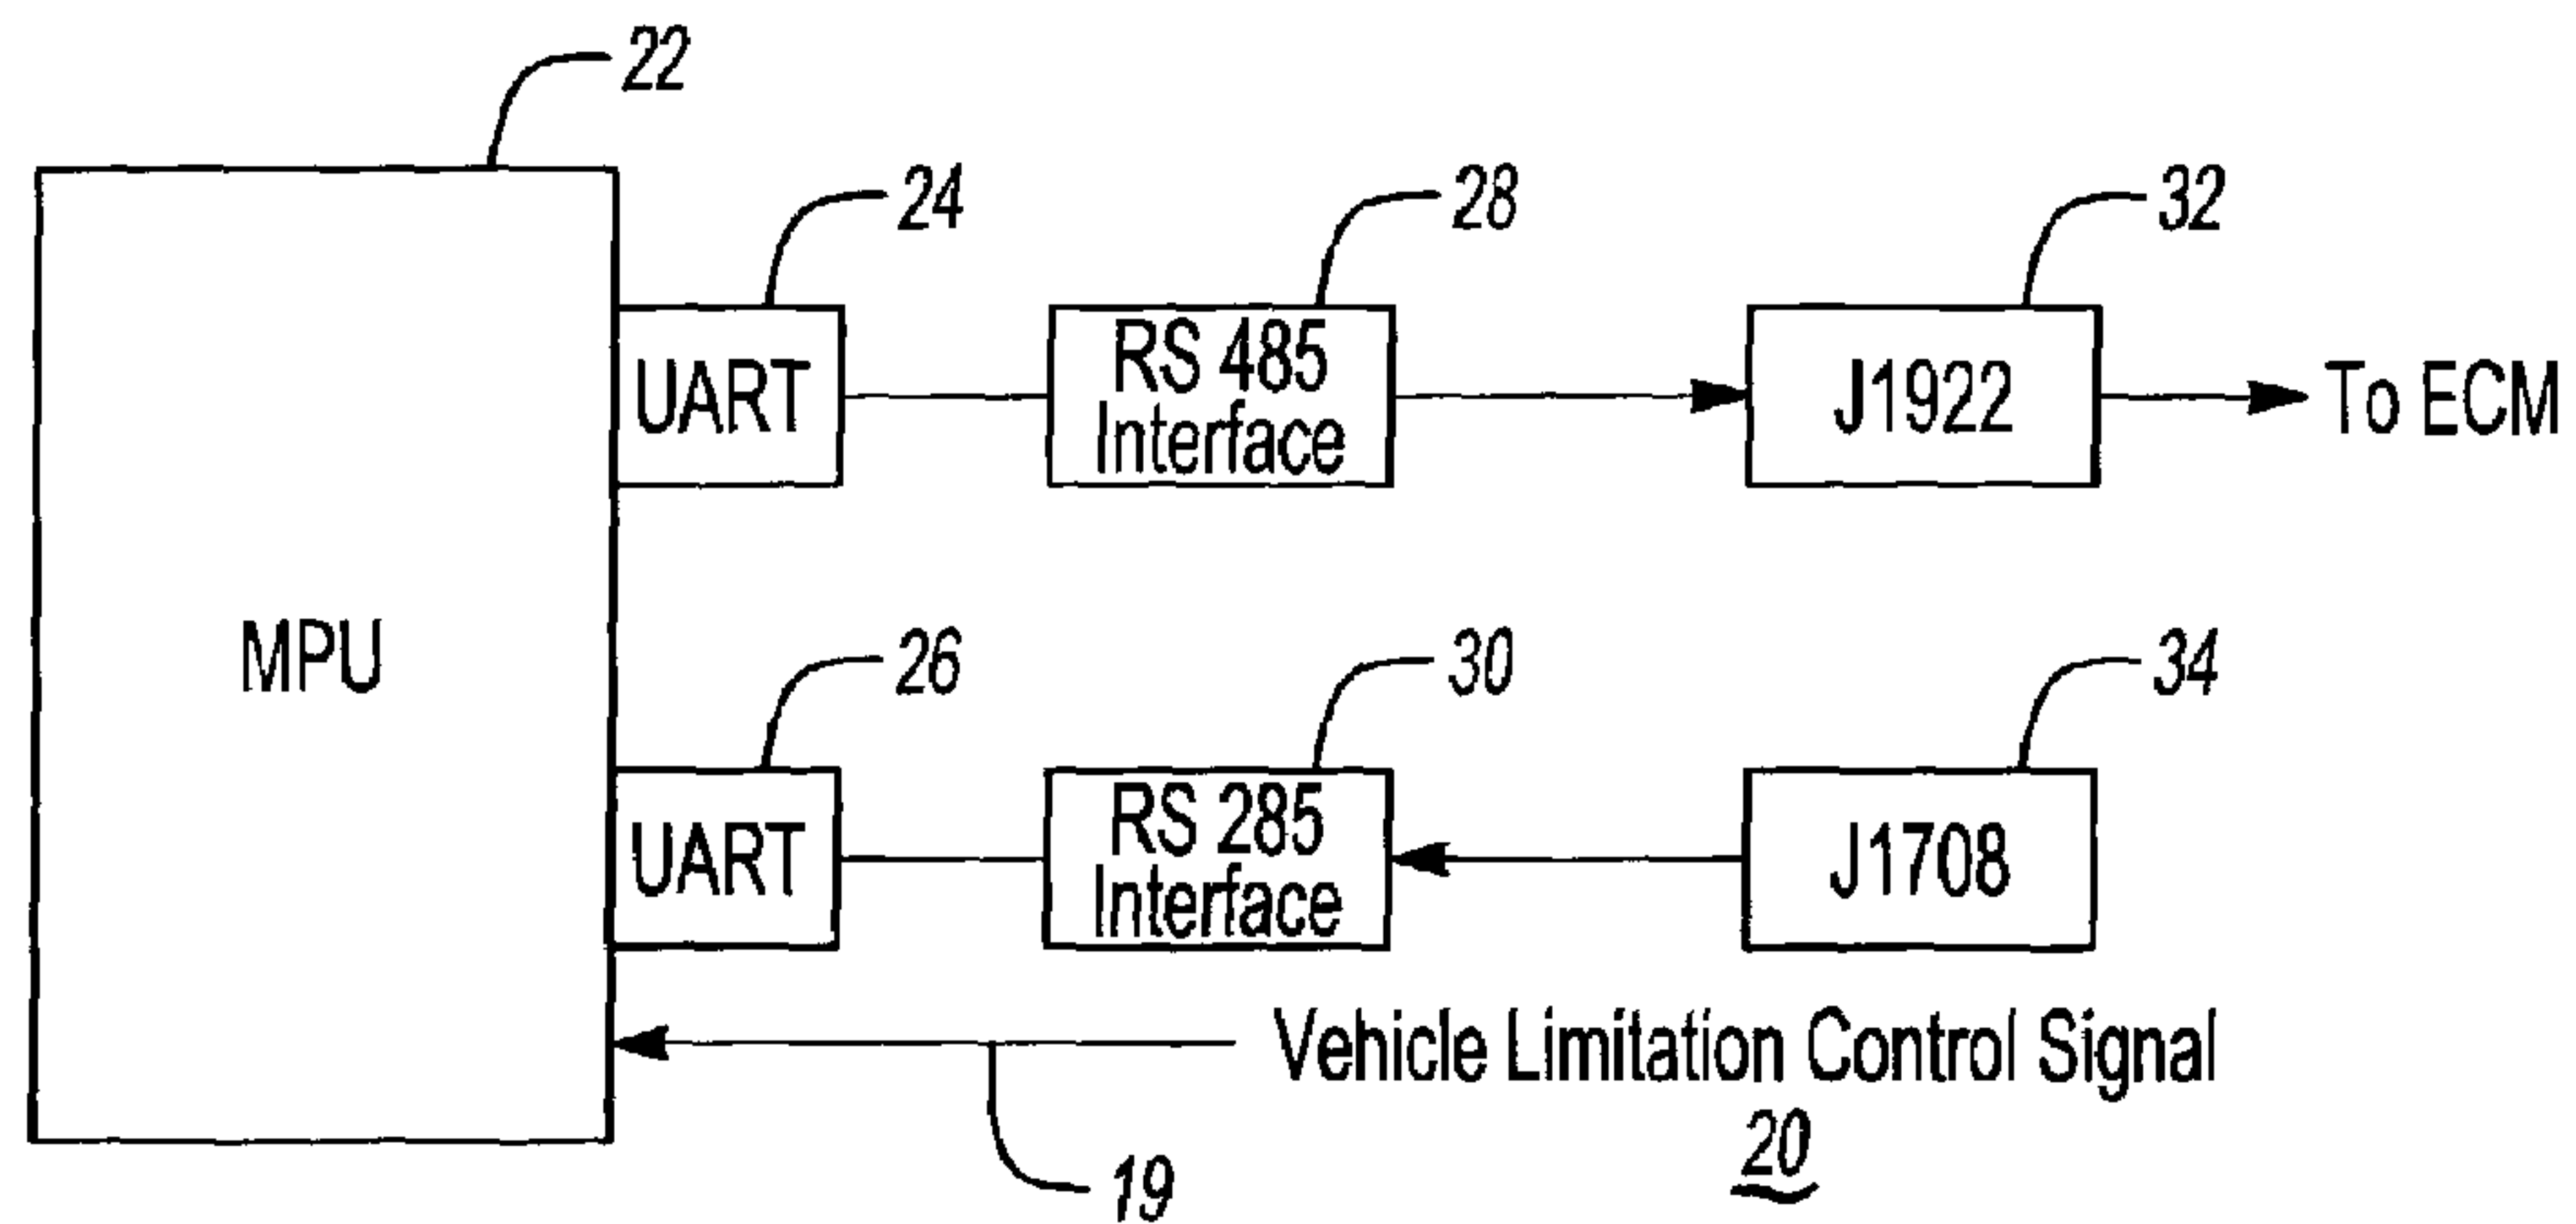 22
24
28
32
UART
RS 485
Interface
J1922
To ECM
MPU
26
30
34
UART
RS 285
Interface
J1708
Vehicle Limitation Control Signal
19
20